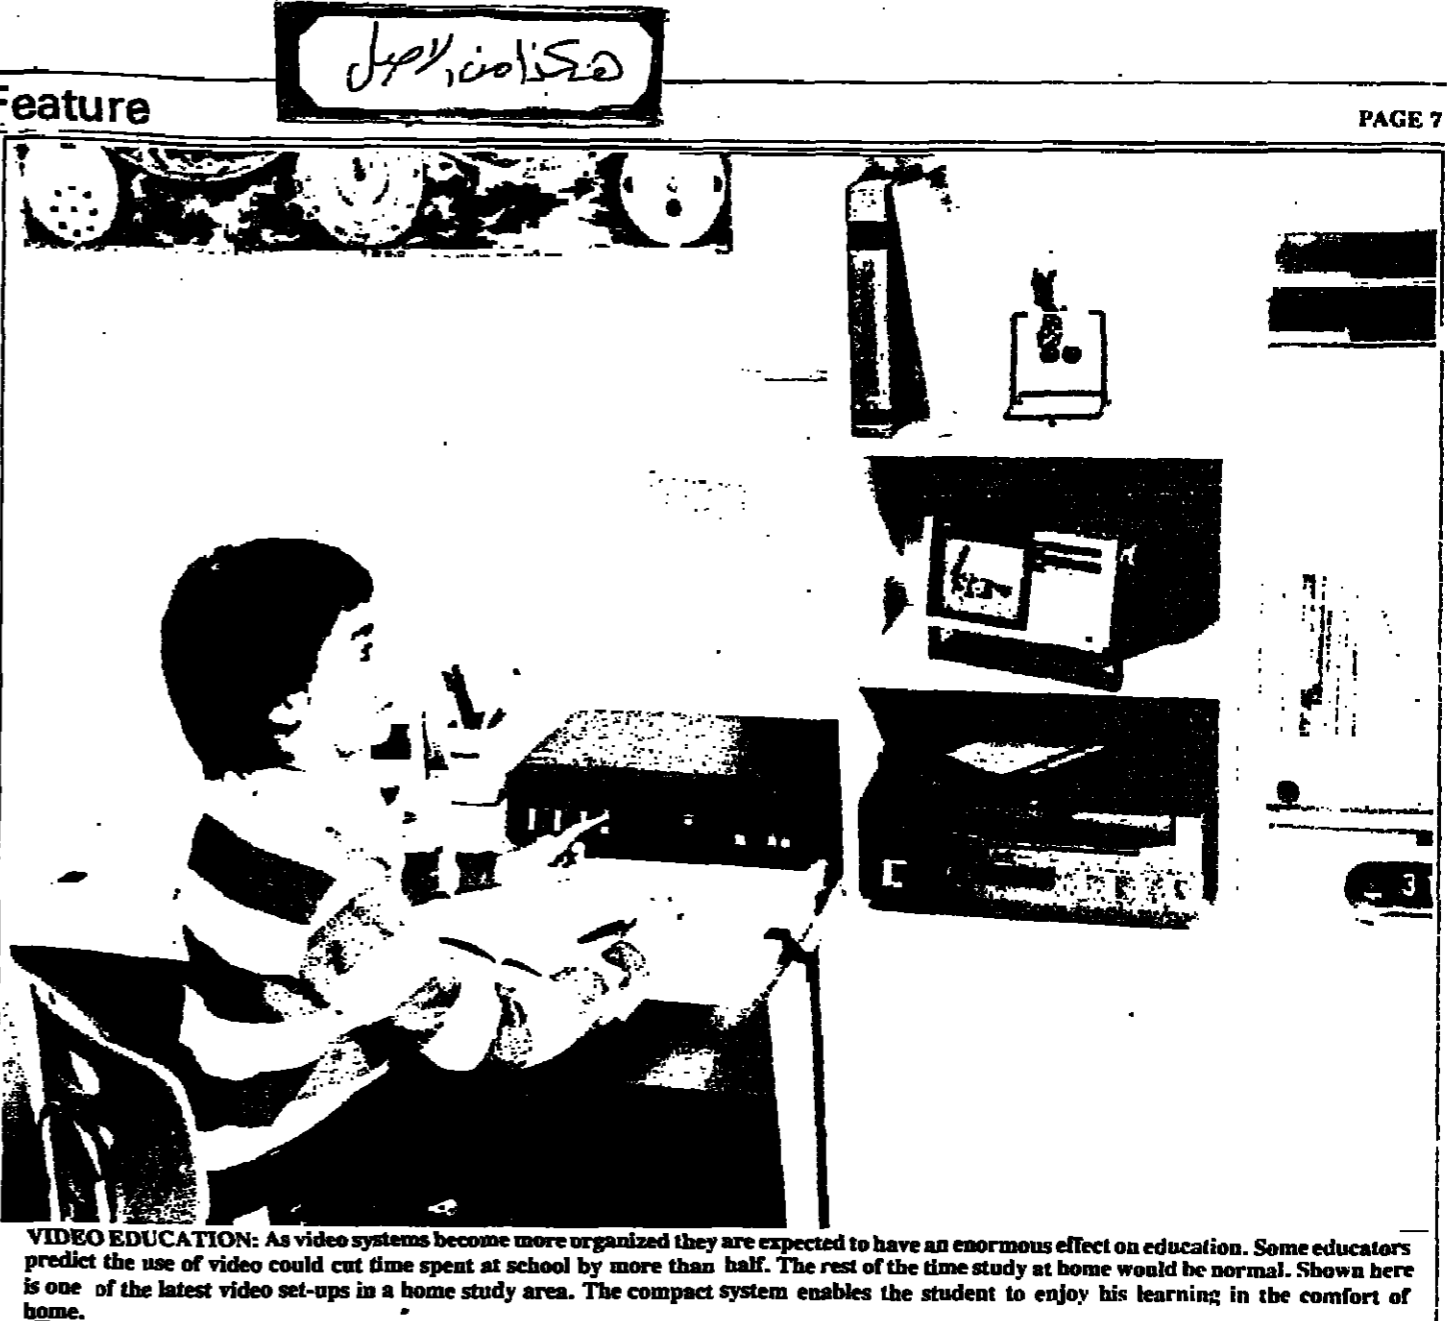 هكذا من الأصل
Feature
PAGE 7
3
VIDEO EDUCATION: As video systems become more organized they are expected to have an enormous effect on education. Some educators
predict the use of video could cut time spent at school by more than half. The rest of the time study at home would be normal. Shown here
is one of the latest video set-ups in a home study area. The compact system enables the student to enjoy his learning in the comfort of
home.